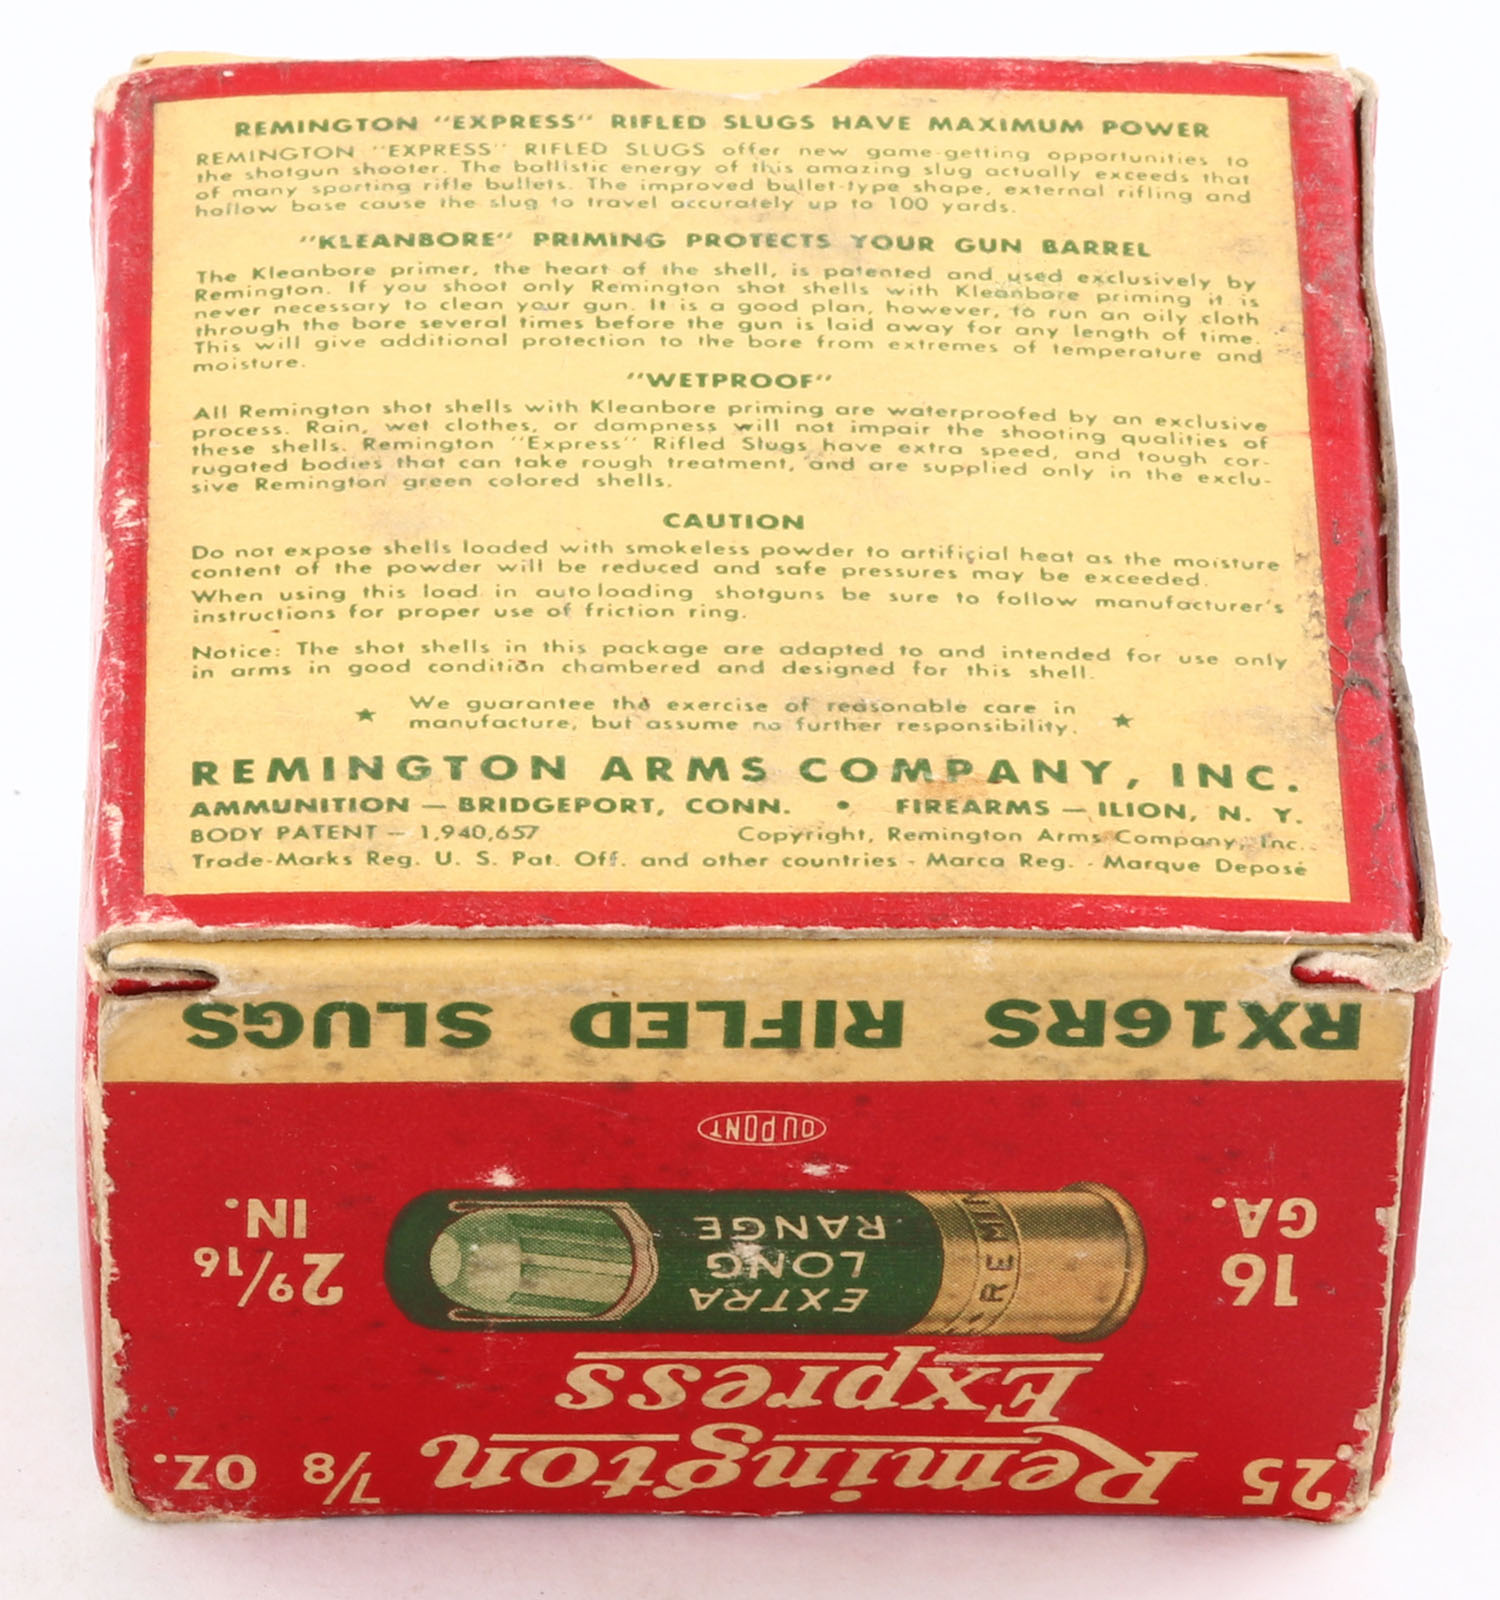 REMINGTON "EXPRESS" RIFLED SLUGS HAVE MAXIMUM POWER
REMINGTON "EXPRESS" RIFLED SLUGS offer new game-getting opportunities to
the shotgun shooter. The ballistic energy of this amazing slug actually exceeds that
of many sporting rifle bullets. The improved bullet-type shape, external rifling and
hollow base cause the slug to travel accurately up to 100 yards.
"KLEANBORE" PRIMING PROTECTS YOUR GUN BARREL
The Kleanbore primer, the heart of the shell, is patented and used exclusively by
Remington. If you shoot only Remington shot shells with Kleanbore priming it is
never necessary to clean your gun. It is a good plan, however, to run an oily cloth
through the bore several times before the gun is laid away for any length of time.
This will give additional protection to the bore from extremes of temperature and
moisture.
"WETPROOF"
All Remington shot shells with Kleanbore priming are waterproofed by an exclusive
process. Rain, wet clothes, or dampness will not impair the shooting qualities of
these shells. Remington "Express" Rifled Slugs have extra speed, and tough cor-
rugated bodies that can take rough treatment, and are supplied only in the exclu-
sive Remington green colored shells.
CAUTION
Do not expose shells loaded with smokeless powder to artificial heat as the moisture
content of the powder will be reduced and safe pressures may be exceeded.
When using this load in autoloading shotguns be sure to follow manufacturer's
instructions for proper use of friction ring.
Notice: The shot shells in this package are adapted to and intended for use only
in arms in good condition chambered and designed for this shell.
★ We guarantee the exercise of reasonable care in
manufacture, but assume no further responsibility. ★
REMINGTON ARMS COMPANY, INC.
AMMUNITION — BRIDGEPORT, CONN. • FIREARMS — ILION, N. Y.
BODY PATENT — 1,940,657 Copyright, Remington Arms Company, Inc.
Trade-Marks Reg. U. S. Pat. Off. and other countries - Marca Reg. - Marque Deposé
25 Remington 7/8 OZ.
Express
16 GA.
EXTRA
LONG
RANGE
REMIN
2 9/16 IN.
DU PONT
RX16RS RIFLED SLUGS